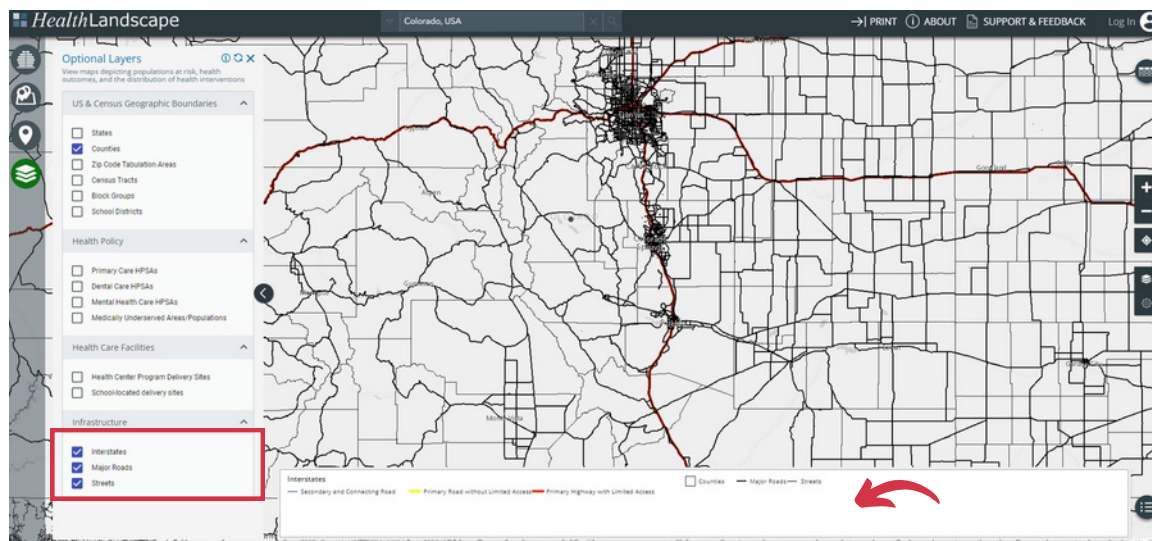 HealthLandscape
Colorado, USA
PRINT
ABOUT
SUPPORT & FEEDBACK
Log In
Optional Layers
View maps depicting populations at risk, health
outcomes, and the distribution of health interventions
US & Census Geographic Boundaries
States
Counties
Zip Code Tabulation Areas
Census Tracts
Block Groups
School Districts
Health Policy
Primary Care HPSAs
Dental Care HPSAs
Mental Health Care HPSAs
Medically Underserved Areas/Populations
Health Care Facilities
Health Center Program Delivery Sites
School-located delivery sites
Infrastructure
Interstates
Major Roads
Streets
Aspen
Goodland
Colby
Interstates
Secondary and Connecting Road
Primary Road without Limited Access
Primary Highway with Limited Access
Counties
Major Roads
Streets